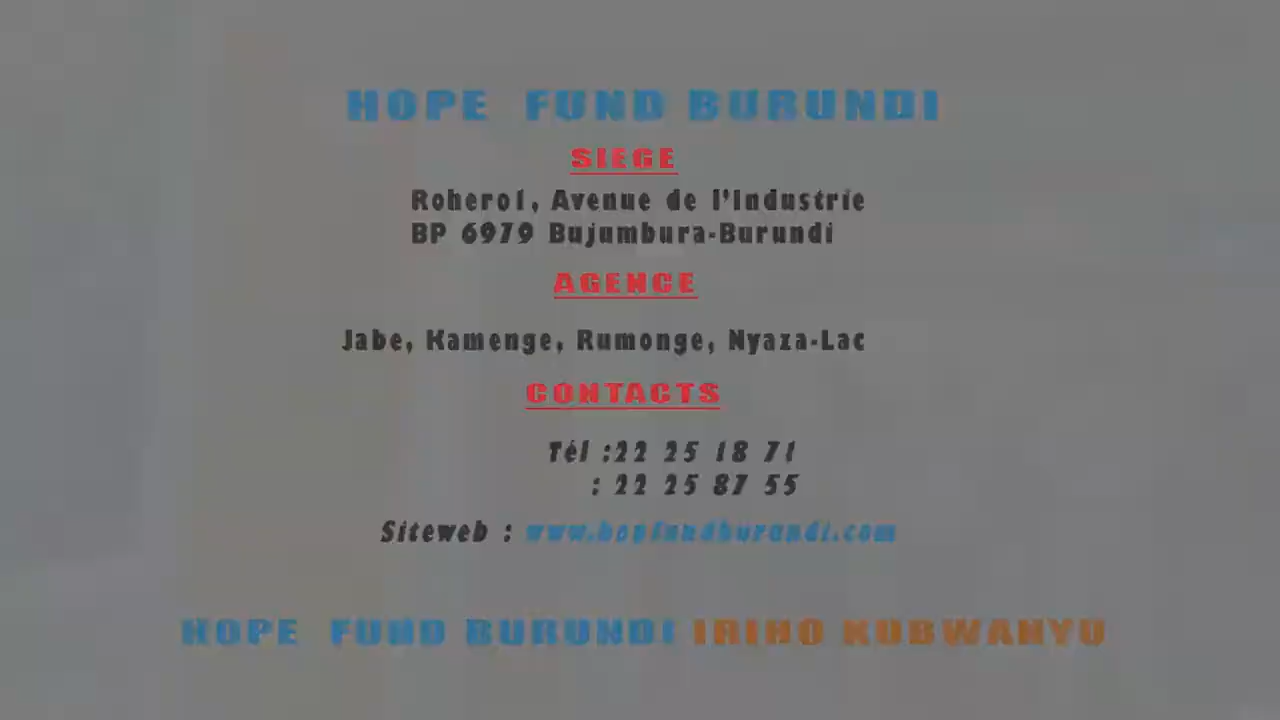 HOPE FUND BURUNDI
SIEGE
Rohero1, Avenue de l'Industrie
BP 6979 Bujumbura-Burundi
AGENCE
Jabe, Kamenge, Rumonge, Nyaza-Lac
CONTACTS
Tél :22 25 18 71
: 22 25 87 55
Siteweb : www.hopfundburundi.com
HOPE FUND BURUNDI IRIHO KUBWANYU